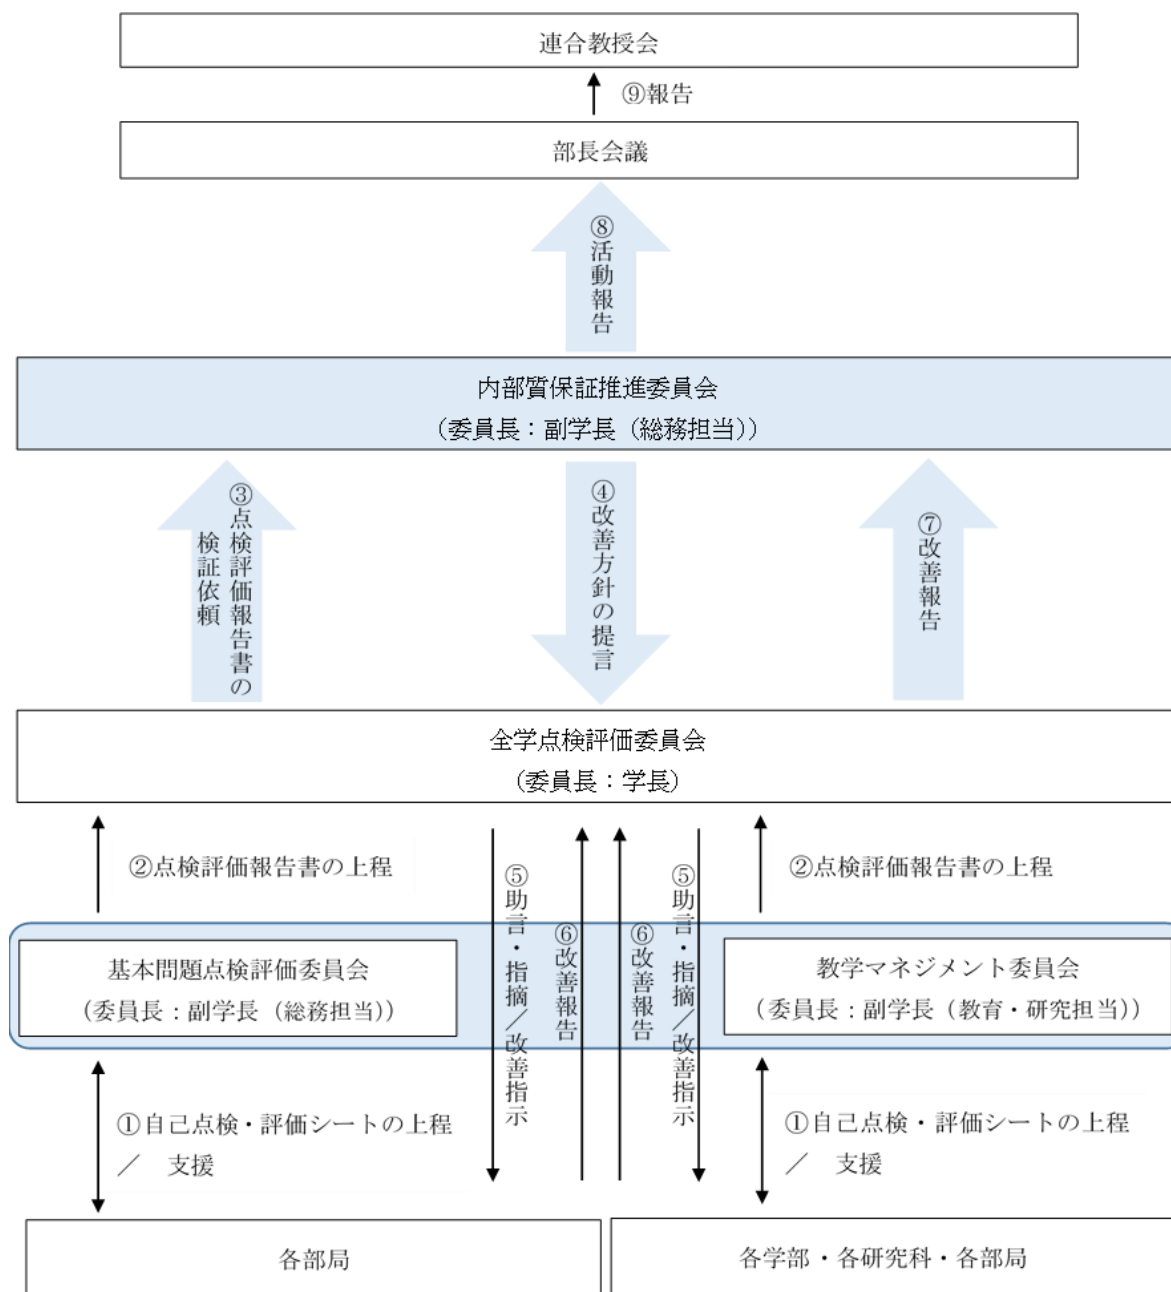 連合教授会
⑨報告
部長会議
⑧活動報告
内部質保証推進委員会
（委員長：副学長（総務担当））
③点検評価報告書の
検証依頼
④改善方針の提言
⑦改善報告
全学点検評価委員会
（委員長：学長）
②点検評価報告書の上程
⑤助言・指摘／改善指示
⑥改善報告
⑥改善報告
⑤助言・指摘／改善指示
②点検評価報告書の上程
基本問題点検評価委員会
（委員長：副学長（総務担当））
教学マネジメント委員会
（委員長：副学長（教育・研究担当））
①自己点検・評価シートの上程
／　支援
①自己点検・評価シートの上程
／　支援
各部局
各学部・各研究科・各部局